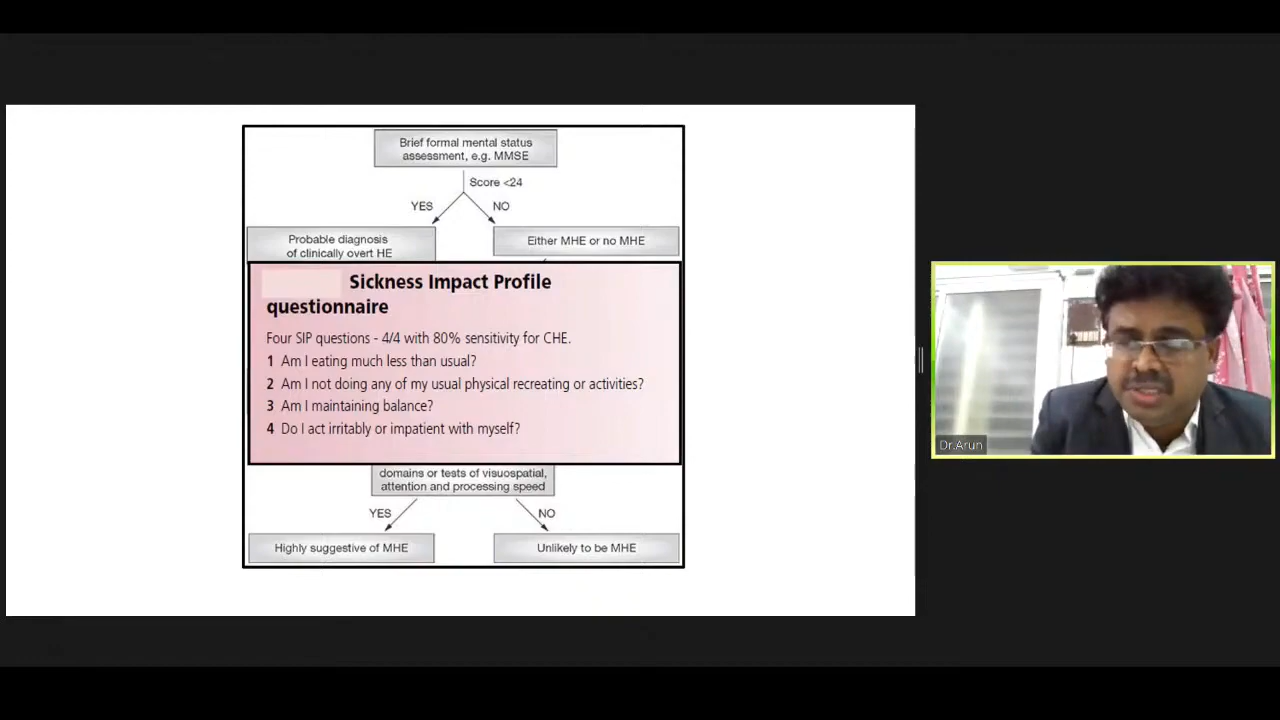 Brief formal mental status
assessment, e.g. MMSE
Score <24
YES
NO
Probable diagnosis
of clinically overt HE
Either MHE or no MHE
Sickness Impact Profile
questionnaire
Four SIP questions - 4/4 with 80% sensitivity for CHE.
1 Am I eating much less than usual?
2 Am I not doing any of my usual physical recreating or activities?
3 Am I maintaining balance?
4 Do I act irritably or impatient with myself?
domains or tests of visuospatial,
attention and processing speed
YES
NO
Highly suggestive of MHE
Unlikely to be MHE
Dr.Arun